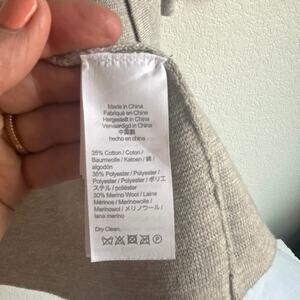 Made in China
Fabriqué en Chine
Hergestellt in China
Vervaardigd in China
中国製
hecho en china
35% Cotton / Coton /
Baumwolle / Katoen / 綿 /
algodón
35% Polyester / Polyester /
Polyester / Polyester / ポリエ
ステル / poliéster
30% Merino Wool / Laine
Mérinos / Merinowolle /
Merinowol / メリノウール /
lana merino
Dry Clean.